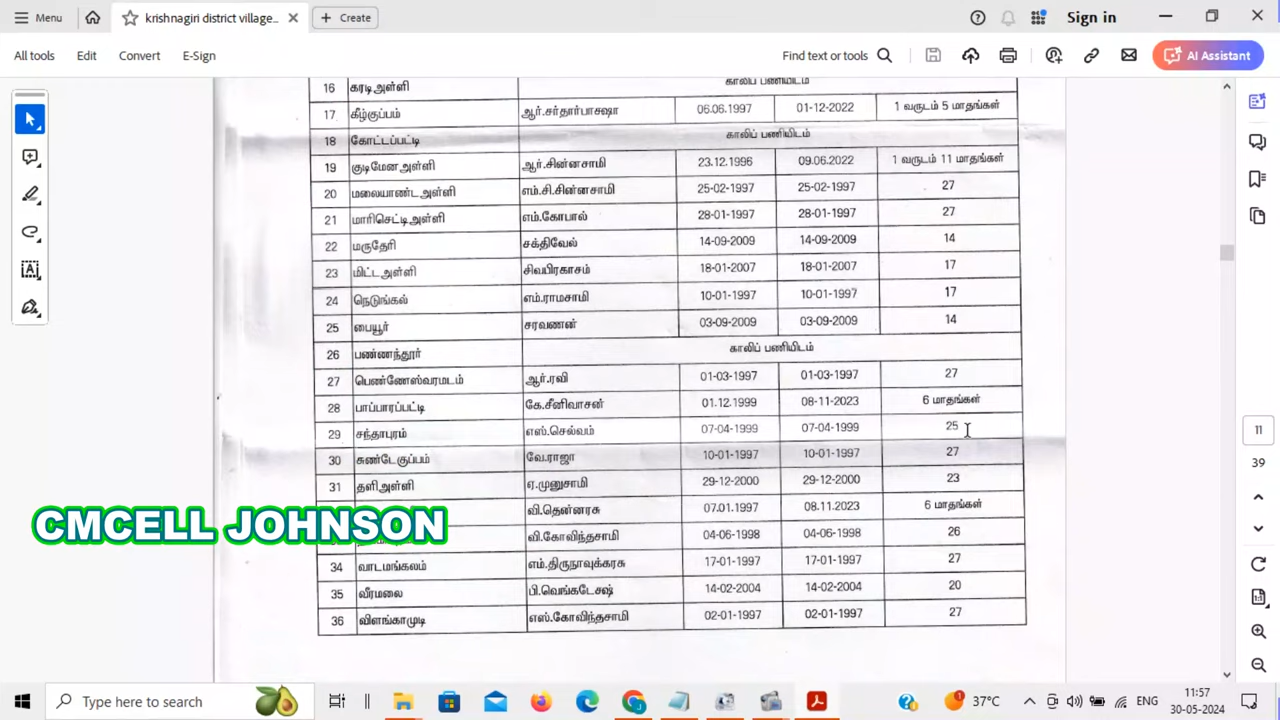 Menu krishnagiri district village... Create Sign in
All tools Edit Convert E-Sign Find text or tools AI Assistant
16 கரடிஅள்ளி காலிப் பணியிடம்
17 கீழ்குப்பம் ஆர்.சர்தார்பாசஷா 06.06.1997 01-12-2022 1 வருடம் 5 மாதங்கள்
18 கோட்டப்பட்டி காலிப் பணியிடம்
19 குடிமேனஅள்ளி ஆர்.சின்னசாமி 23.12.1996 09.06.2022 1 வருடம் 11 மாதங்கள்
20 மலையாண்டஅள்ளி எம்.சி.சின்னசாமி 25-02-1997 25-02-1997 27
21 மாரிசெட்டிஅள்ளி எம்.கோபால் 28-01-1997 28-01-1997 27
22 மருதேரி சக்திவேல் 14-09-2009 14-09-2009 14
23 மிட்டஅள்ளி சிவபிரகாசம் 18-01-2007 18-01-2007 17
24 நெடுங்கல் எம்.ராமசாமி 10-01-1997 10-01-1997 17
25 பையூர் சரவணன் 03-09-2009 03-09-2009 14
26 பண்ணந்தூர் காலிப் பணியிடம்
27 பெண்ணேஸ்வரமடம் ஆர்.ரவி 01-03-1997 01-03-1997 27
28 பாப்பாரப்பட்டி கே.சீனிவாசன் 01.12.1999 08-11-2023 6 மாதங்கள்
29 சந்தாபுரம் எஸ்.செல்வம் 07-04-1999 07-04-1999 25
30 சுண்டேகுப்பம் வே.ராஜா 10-01-1997 10-01-1997 27
31 தளிஅள்ளி ஏ.முனுசாமி 29-12-2000 29-12-2000 23
வி.தென்னரசு 07.01.1997 08.11.2023 6 மாதங்கள்
வி.கோவிந்தசாமி 04-06-1998 04-06-1998 26
34 வாடமங்கலம் எம்.திருநாவுக்கரசு 17-01-1997 17-01-1997 27
35 வீரமலை பி.வெங்கடேசஷ் 14-02-2004 14-02-2004 20
36 விளங்காமுடி எஸ்.கோவிந்தசாமி 02-01-1997 02-01-1997 27
11
39
CMCELL JOHNSON
Type here to search 37°C ENG 11:57
30-05-2024